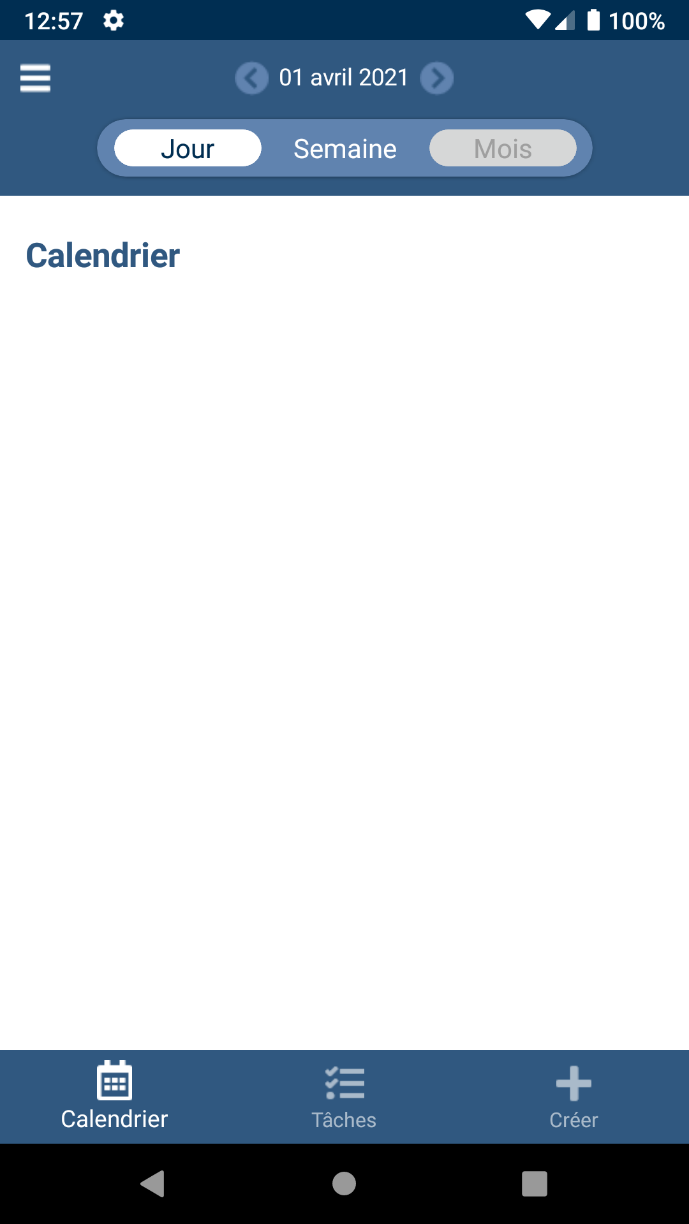 12:57 100%
01 avril 2021
Jour Semaine Mois
Calendrier
Calendrier Tâches Créer